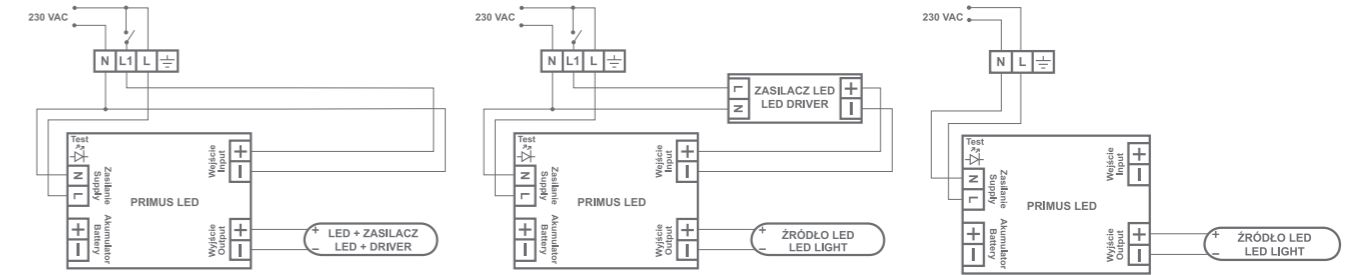 230 VAC
N L1 L
Test
N
L
Zasilanie
Supply
Wejście
Input
+
−
PRIMUS LED
+
−
Akumulator
Battery
Wyjście
Output
+
−
+ LED + ZASILACZ
− LED + DRIVER
230 VAC
N L1 L
L
N
ZASILACZ LED
LED DRIVER
+
−
Test
N
L
Zasilanie
Supply
Wejście
Input
+
−
PRIMUS LED
+
−
Akumulator
Battery
Wyjście
Output
+
−
+ ŹRÓDŁO LED
− LED LIGHT
230 VAC
N L
Test
N
L
Zasilanie
Supply
Wejście
Input
+
−
PRIMUS LED
+
−
Akumulator
Battery
Wyjście
Output
+
−
+ ŹRÓDŁO LED
− LED LIGHT